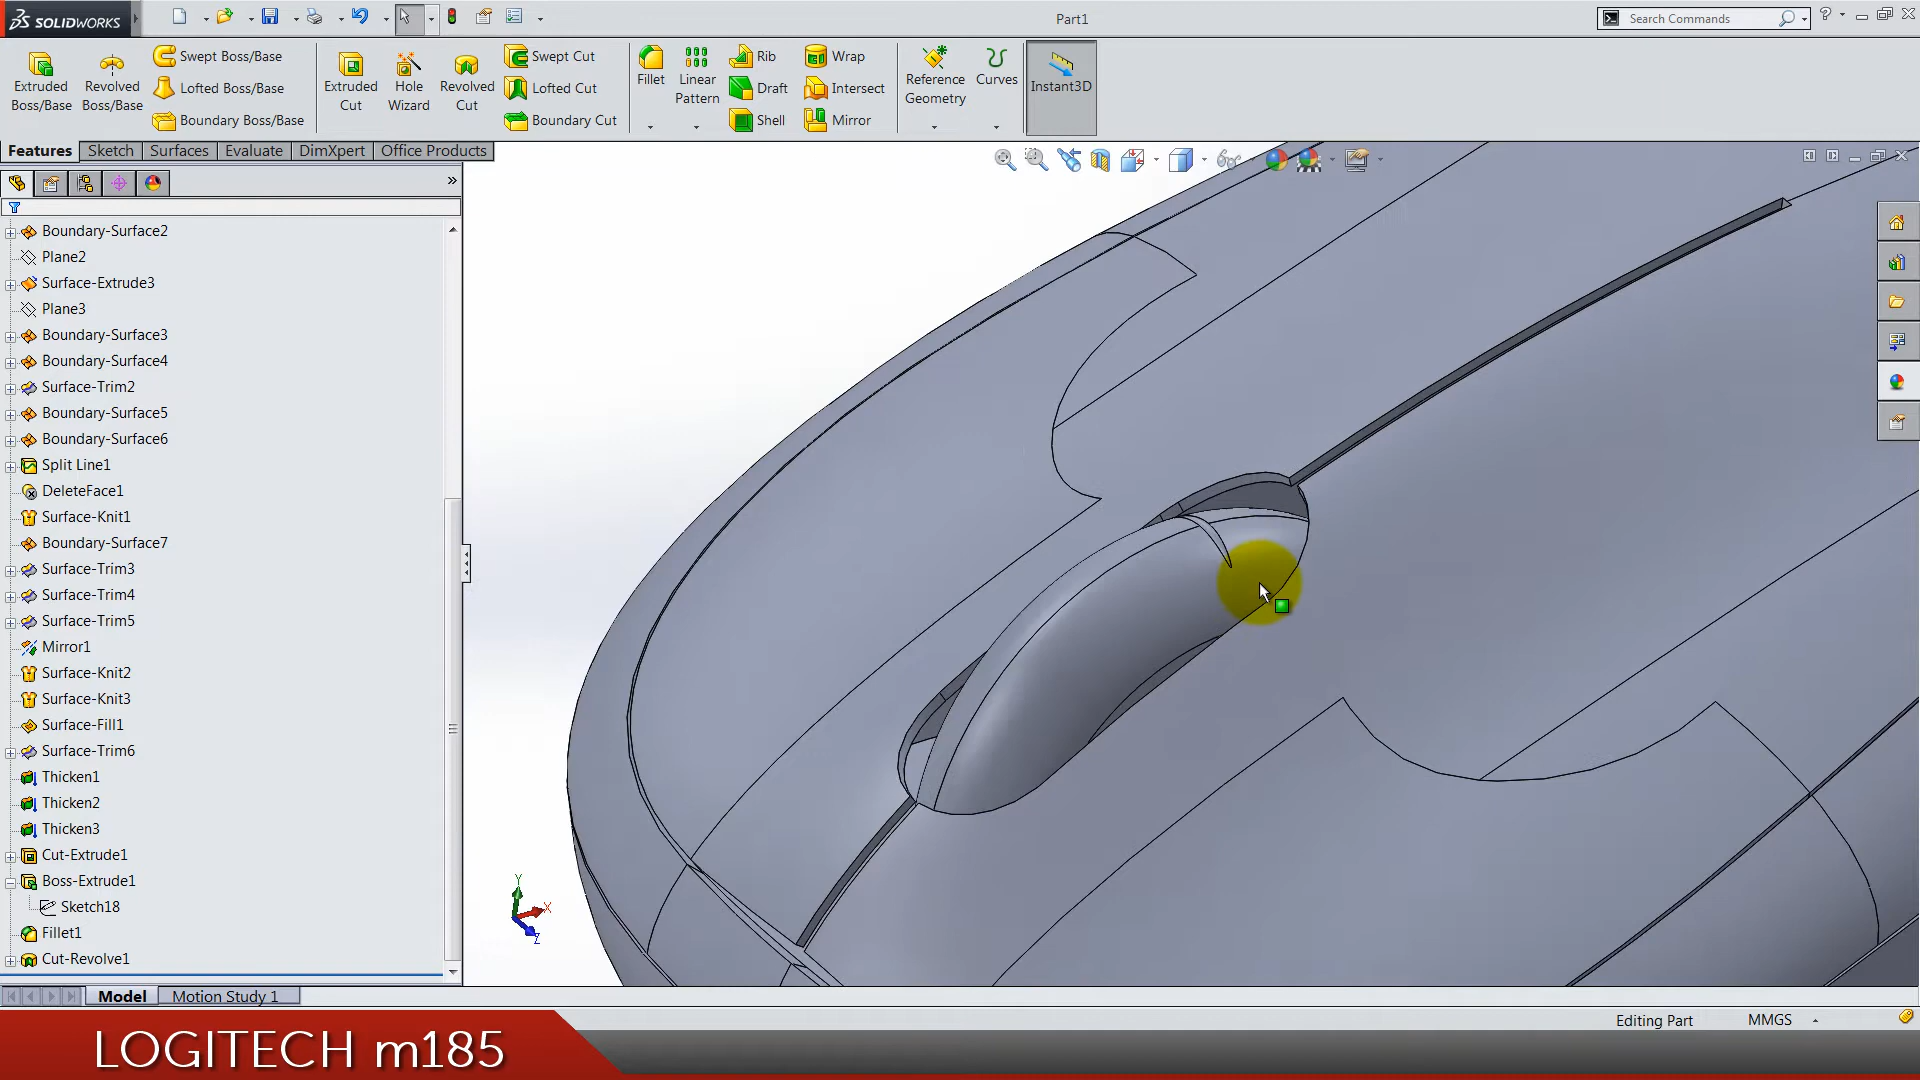 SOLIDWORKS
Part1
Search Commands
Extruded Boss/Base
Revolved Boss/Base
Swept Boss/Base
Lofted Boss/Base
Boundary Boss/Base
Extruded Cut
Hole Wizard
Revolved Cut
Swept Cut
Lofted Cut
Boundary Cut
Fillet
Linear Pattern
Rib
Draft
Shell
Wrap
Intersect
Mirror
Reference Geometry
Curves
Instant3D
Features
Sketch
Surfaces
Evaluate
DimXpert
Office Products
Boundary-Surface2
Plane2
Surface-Extrude3
Plane3
Boundary-Surface3
Boundary-Surface4
Surface-Trim2
Boundary-Surface5
Boundary-Surface6
Split Line1
DeleteFace1
Surface-Knit1
Boundary-Surface7
Surface-Trim3
Surface-Trim4
Surface-Trim5
Mirror1
Surface-Knit2
Surface-Knit3
Surface-Fill1
Surface-Trim6
Thicken1
Thicken2
Thicken3
Cut-Extrude1
Boss-Extrude1
Sketch18
Fillet1
Cut-Revolve1
Y
X
Z
Model
Motion Study 1
Editing Part
MMGS
LOGITECH m185